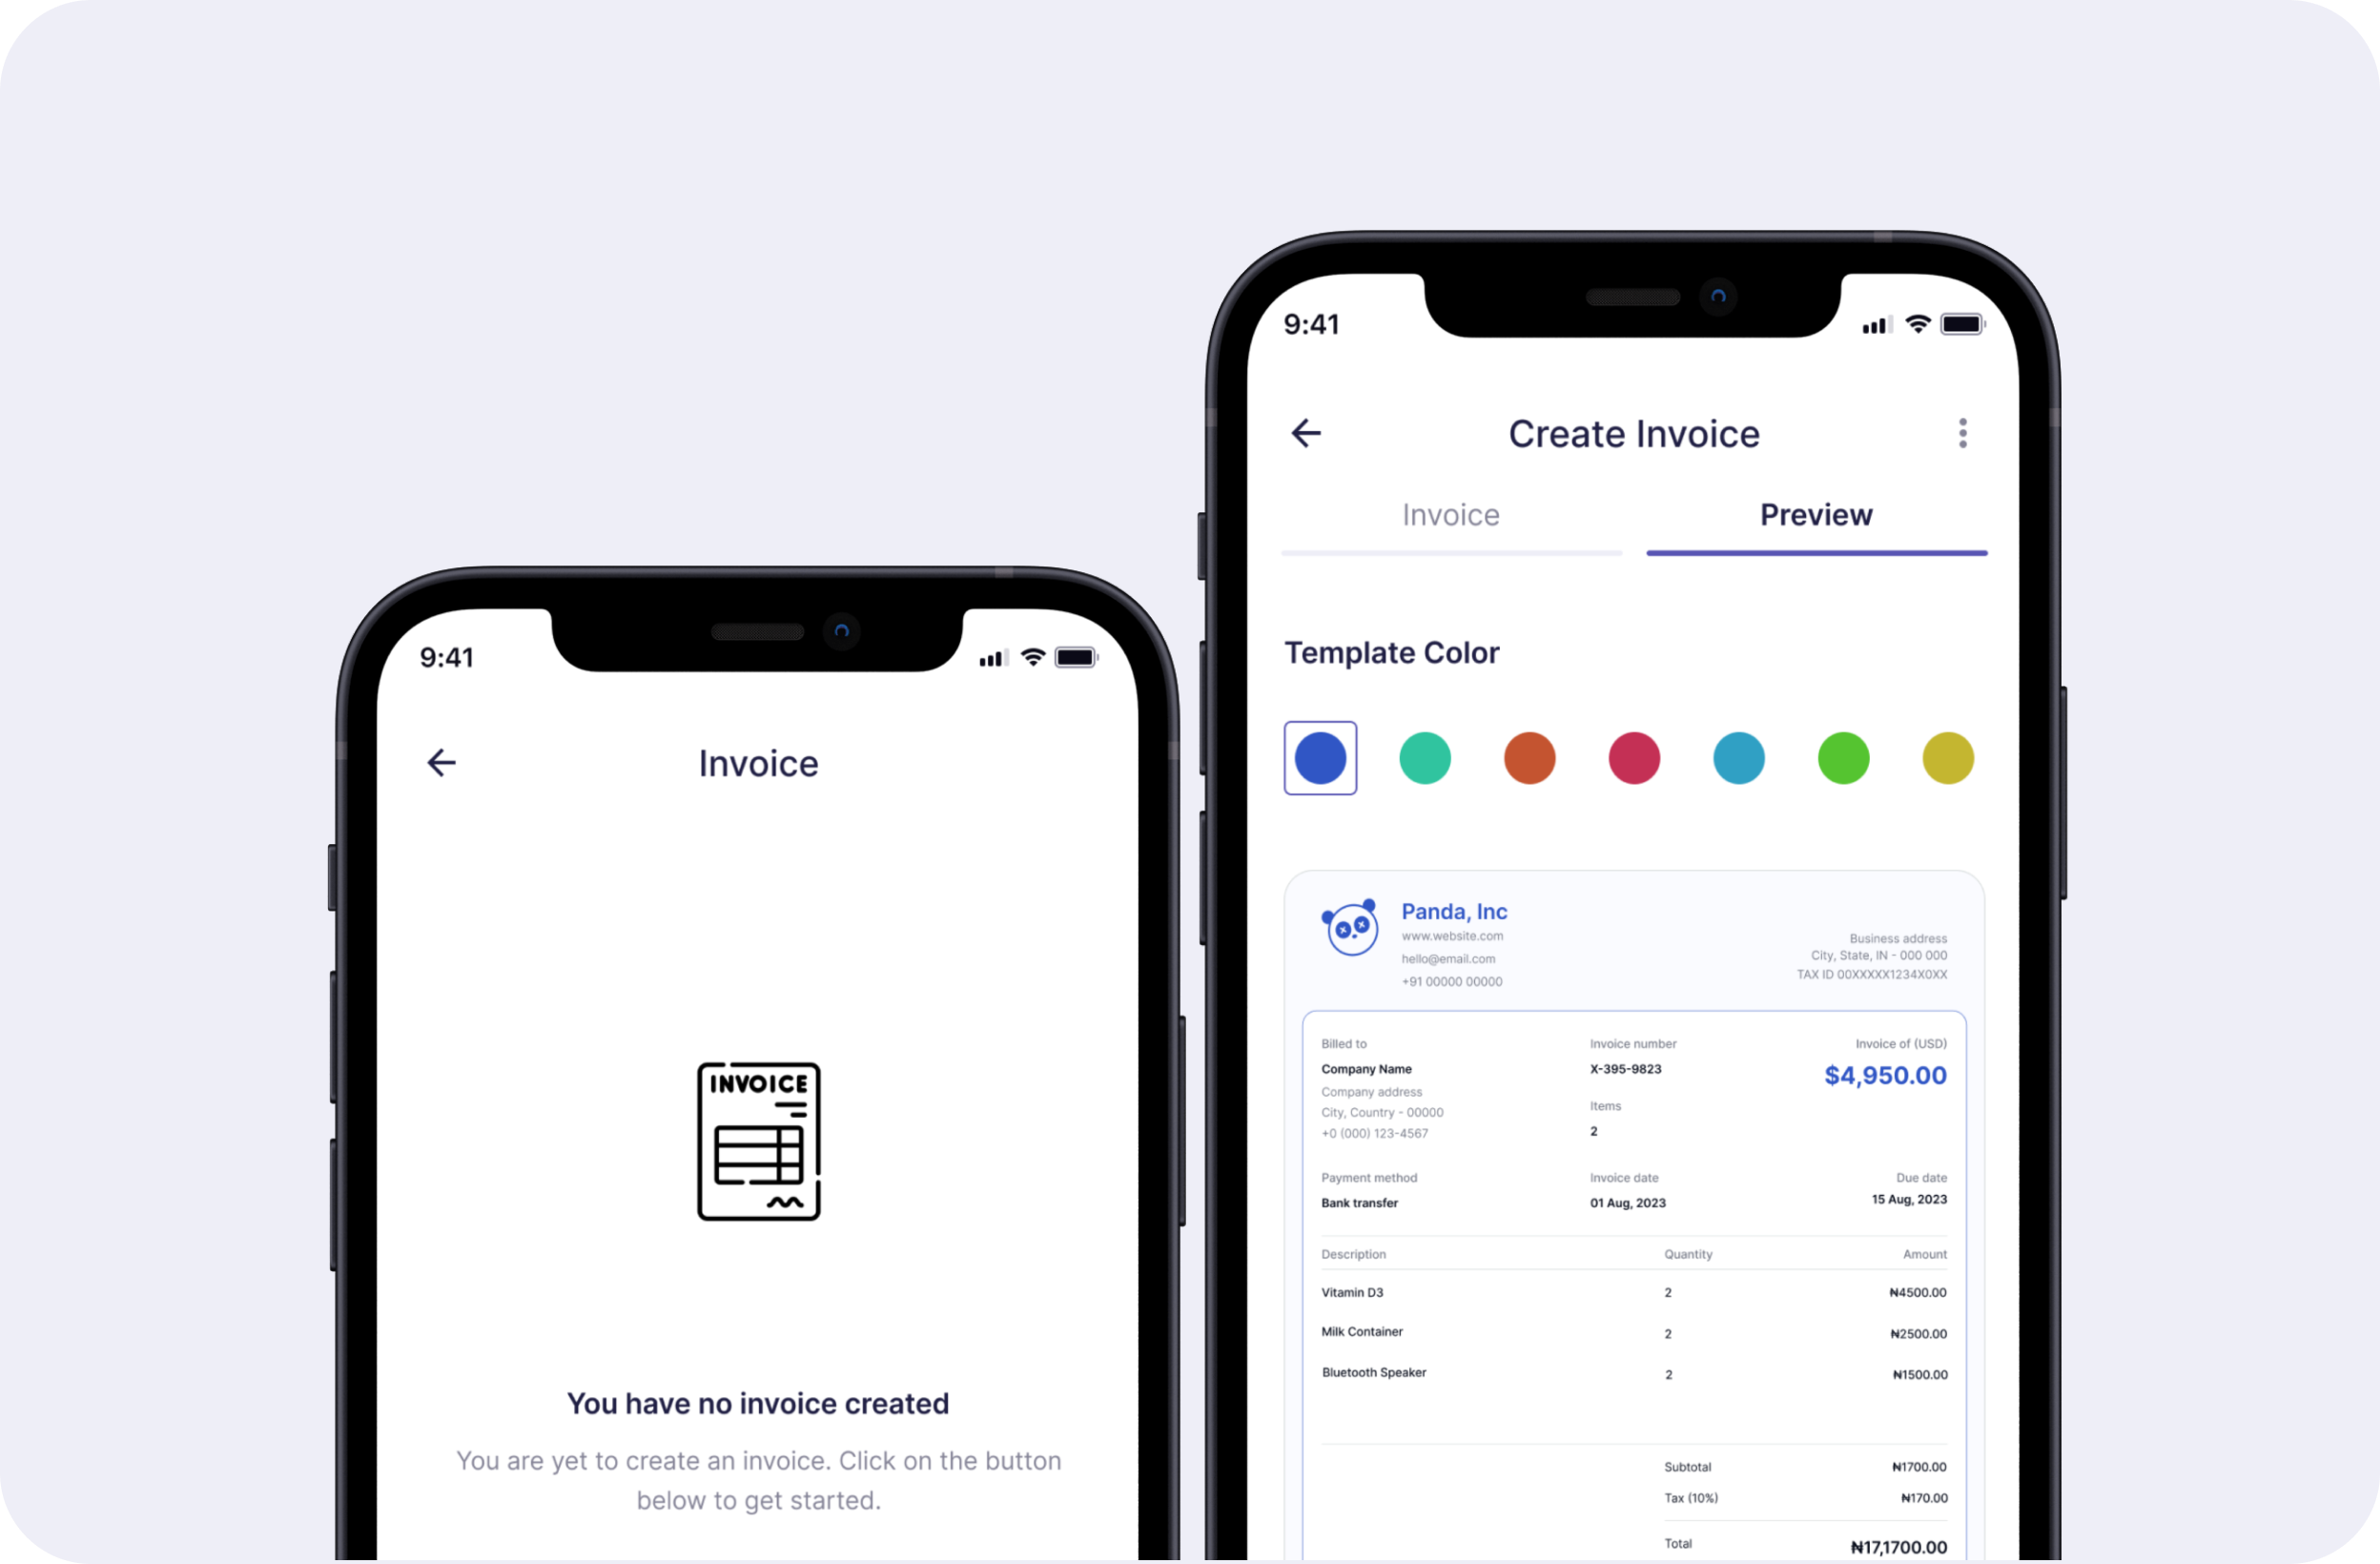 9:41
Invoice
INVOICE
You have no invoice created
You are yet to create an invoice. Click on the button
below to get started.
9:41
Create Invoice
Invoice
Preview
Template Color
Panda, Inc
www.website.com
hello@email.com
+91 00000 00000
Business address
City, State, IN - 000 000
TAX ID 00XXXXX1234X0XX
Billed to
Company Name
Company address
City, Country - 00000
+0 (000) 123-4567
Invoice number
X-395-9823
Items
2
Invoice of (USD)
$4,950.00
Payment method
Bank transfer
Invoice date
01 Aug, 2023
Due date
15 Aug, 2023
Description Quantity Amount
Vitamin D3 2 ₦4500.00
Milk Container 2 ₦2500.00
Bluetooth Speaker 2 ₦1500.00
Subtotal ₦1700.00
Tax (10%) ₦170.00
Total ₦17,1700.00